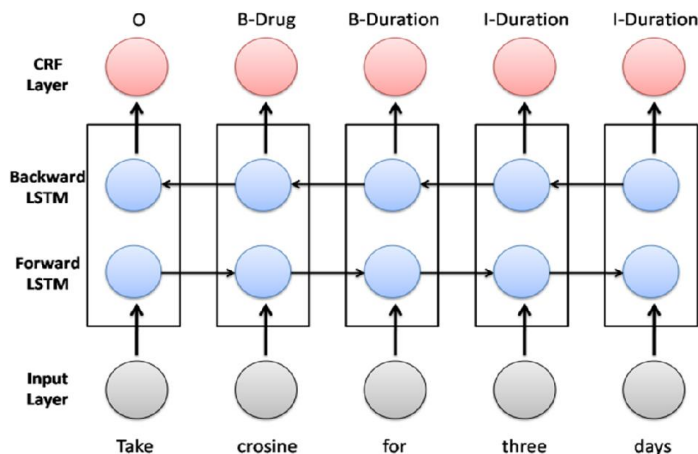 O B-Drug B-Duration I-Duration I-Duration
CRF
Layer
Backward
LSTM
Forward
LSTM
Input
Layer
Take crosine for three days